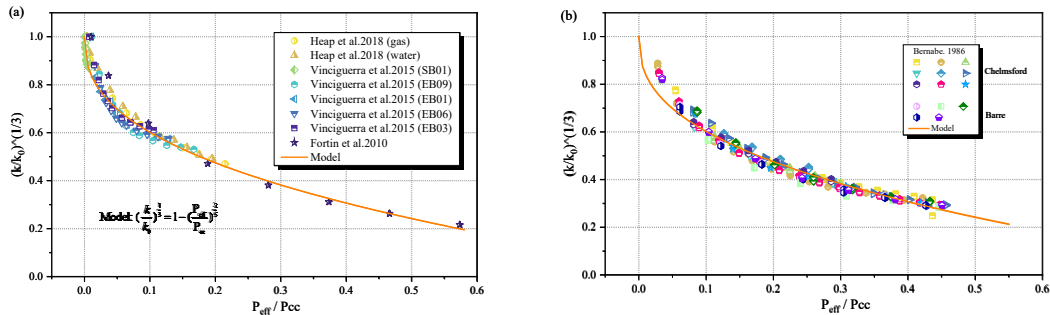 (a)
(k/k₀)^(1/3)
1.0
0.8
0.6
0.4
0.2
0.0
0.0 0.1 0.2 0.3 0.4 0.5 0.6
P_eff / Pcc
Heap et al.2018 (gas)
Heap et al.2018 (water)
Vinciguerra et al.2015 (SB01)
Vinciguerra et al.2015 (EB09)
Vinciguerra et al.2015 (EB01)
Vinciguerra et al.2015 (EB06)
Vinciguerra et al.2015 (EB03)
Fortin et al.2010
Model
Model:
(b)
(k/k₀)^(1/3)
1.0
0.8
0.6
0.4
0.2
0.0
0.0 0.1 0.2 0.3 0.4 0.5 0.6
P_eff / Pcc
Bernabe. 1986
Chelmsford
Barre
Model